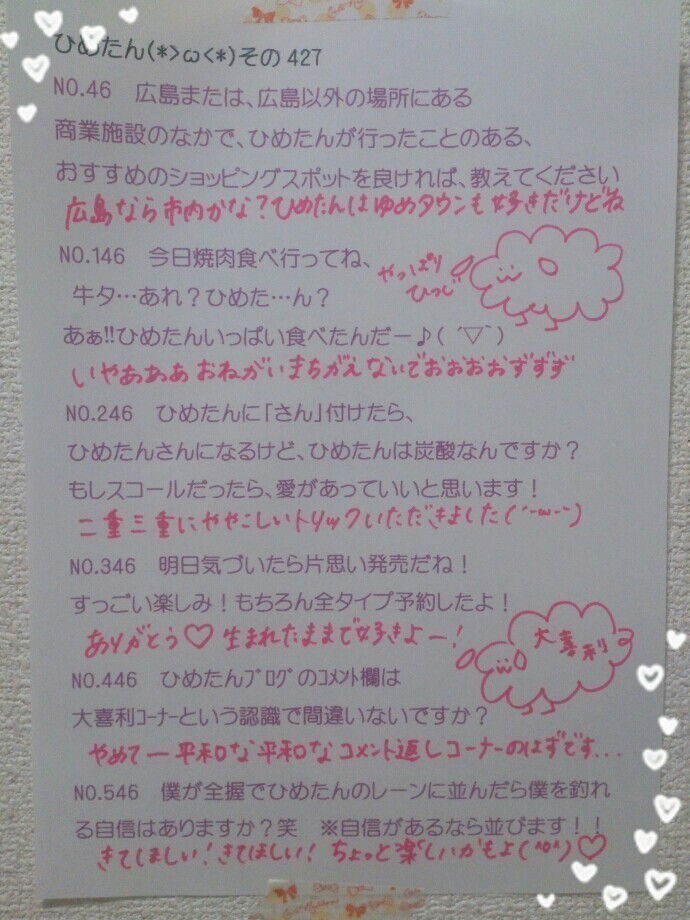 ひめたん(*>ω<*)その427
NO.46 広島または、広島以外の場所にある
商業施設のなかで、ひめたんが行ったことのある、
おすすめのショッピングスポットを良ければ、教えてください
広島なら市内かな?ひめたんはゆめタウンも好きだけどね
NO.146 今日焼肉食べ行ってね、
やっぱり
ひつじ
牛タ…あれ?ひめた…ん?
あぁ!!ひめたんいっぱい食べたんだー♪( ´▽`)
いやあああ おねがいまちがえないでおおおおずずず
NO.246 ひめたんに「さん」付けたら、
ひめたんさんになるけど、ひめたんは炭酸なんですか?
もしスコールだったら、愛があっていいと思います!
二重三重にややこしいトリックいただきました(´-ω-`)
NO.346 明日気づいたら片思い発売だね!
すっごい楽しみ!もちろん全タイプ予約したよ!
ありがとう♡ 生まれたままで好きよー!
大喜利
NO.446 ひめたんブログのコメント欄は
大喜利コーナーという認識で間違いないですか?
やめてー平和な平和なコメント返しコーナーのはずです...
NO.546 僕が全握でひめたんのレーンに並んだら僕を釣れ
る自信はありますか?笑 ※自信があるなら並びます!!
きてほしい!きてほしい! ちょっと楽しいかもよ(^o^)♡